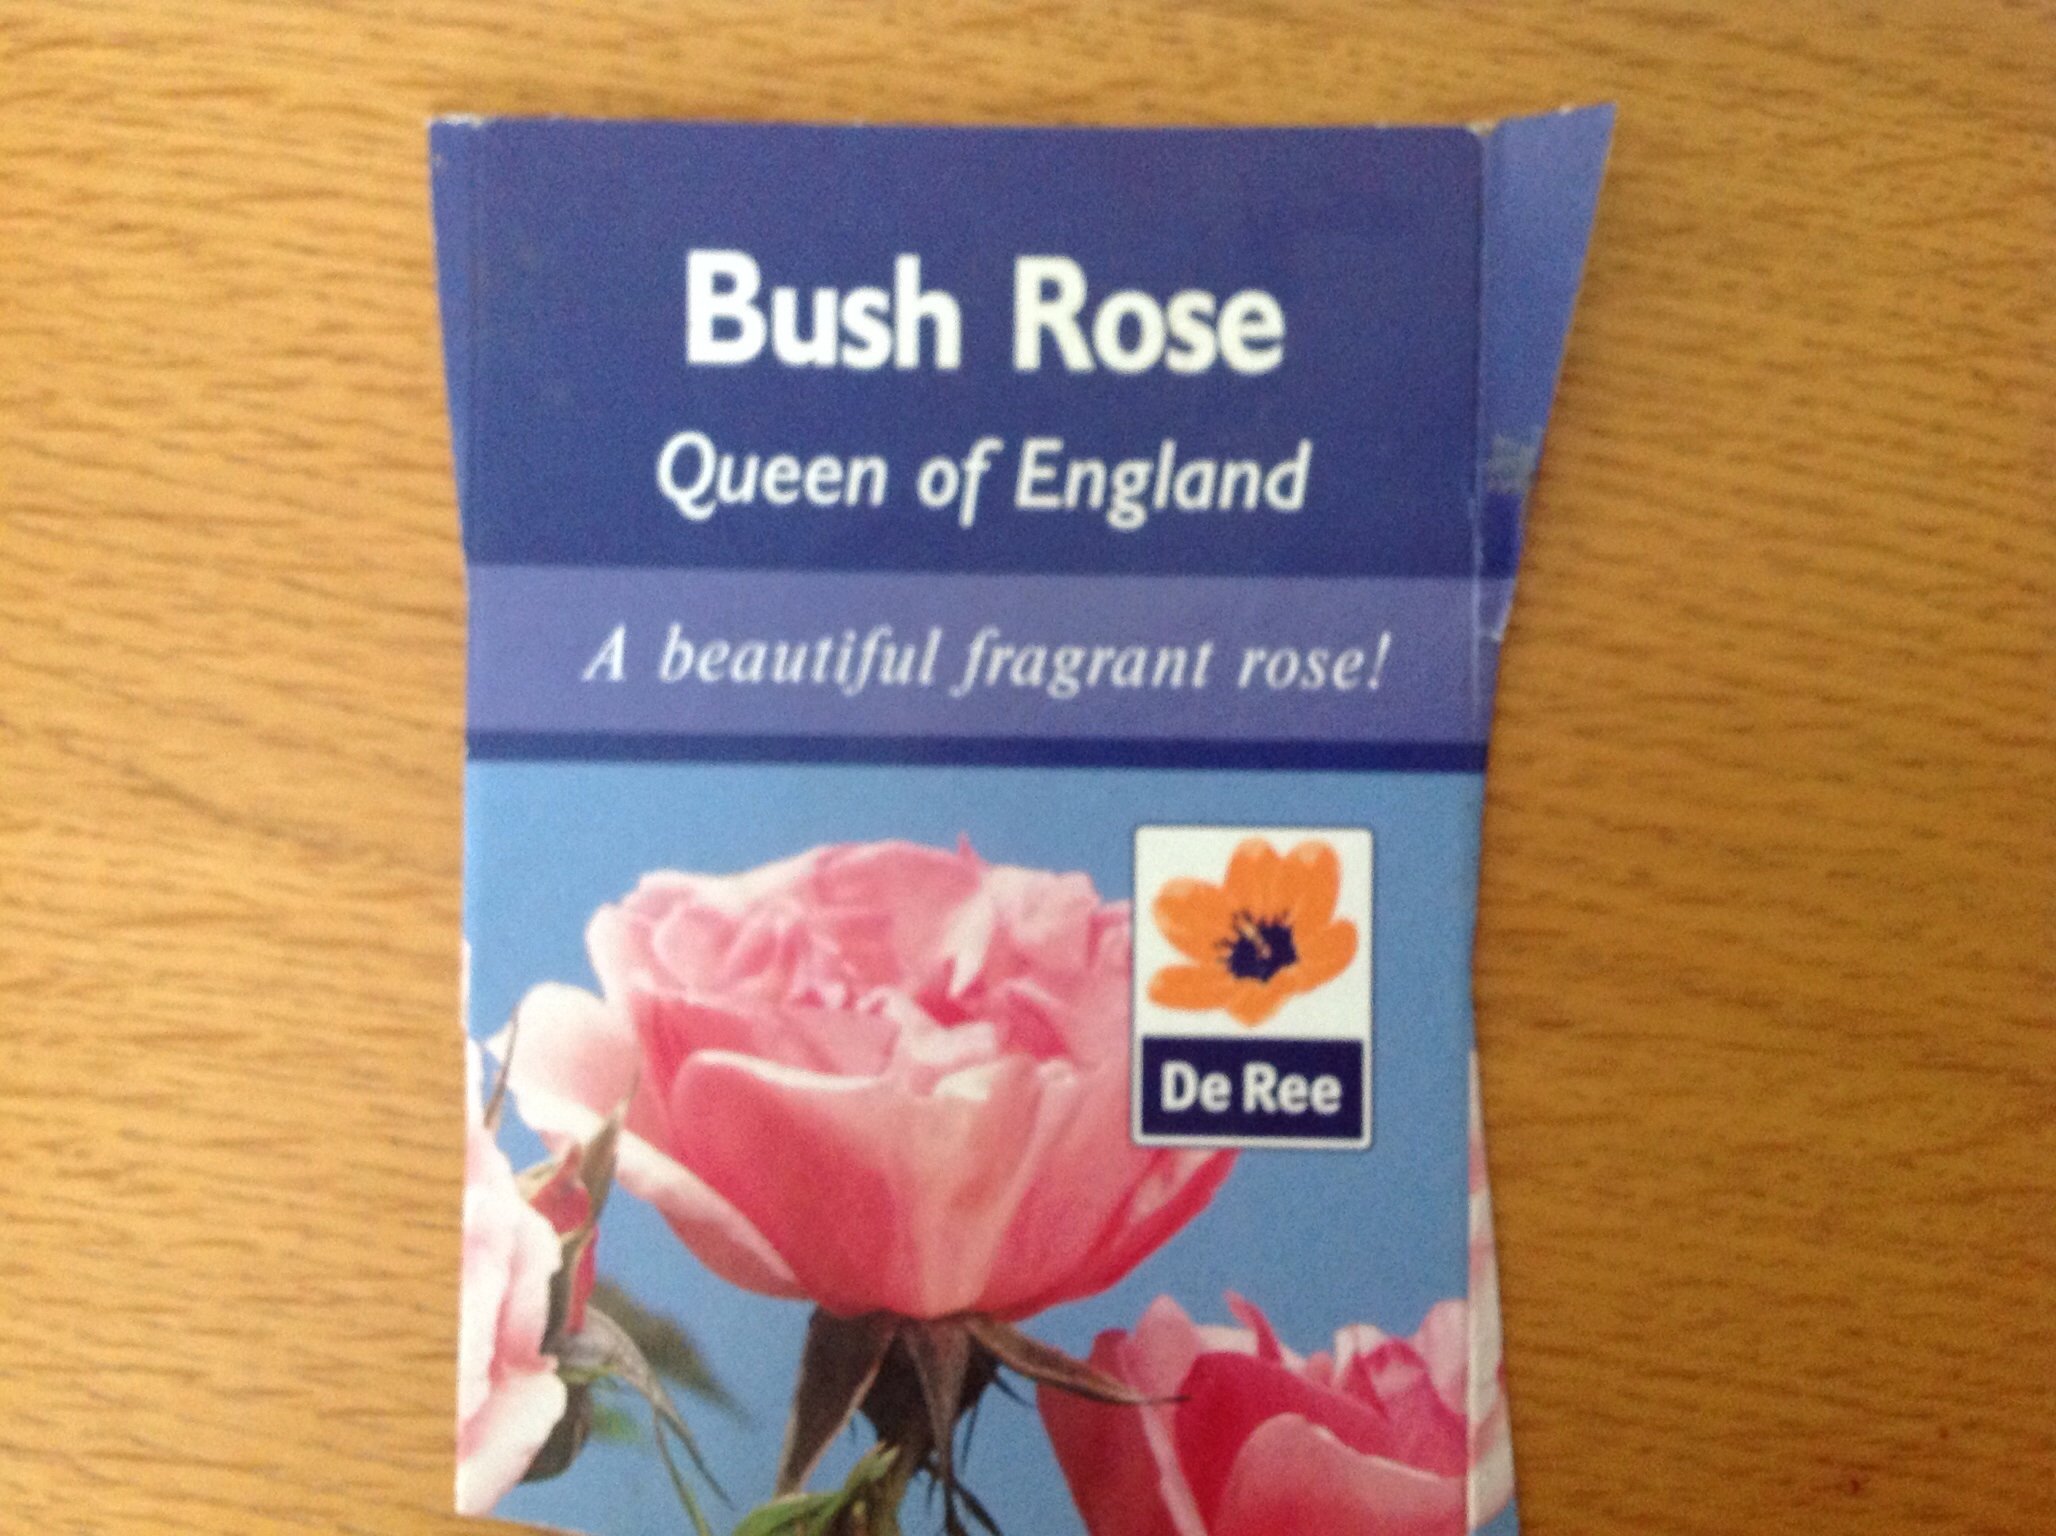 Bush Rose
Queen of England
A beautiful fragrant rose!
De Ree